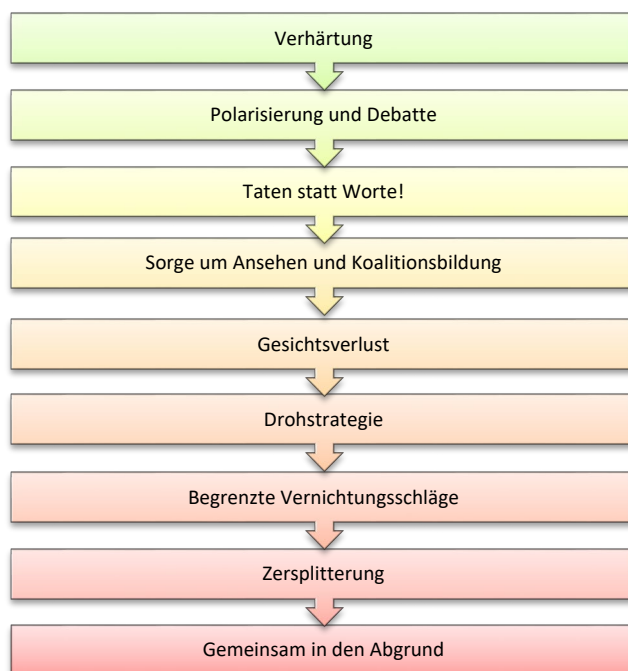 Verhärtung
Polarisierung und Debatte
Taten statt Worte!
Sorge um Ansehen und Koalitionsbildung
Gesichtsverlust
Drohstrategie
Begrenzte Vernichtungsschläge
Zersplitterung
Gemeinsam in den Abgrund